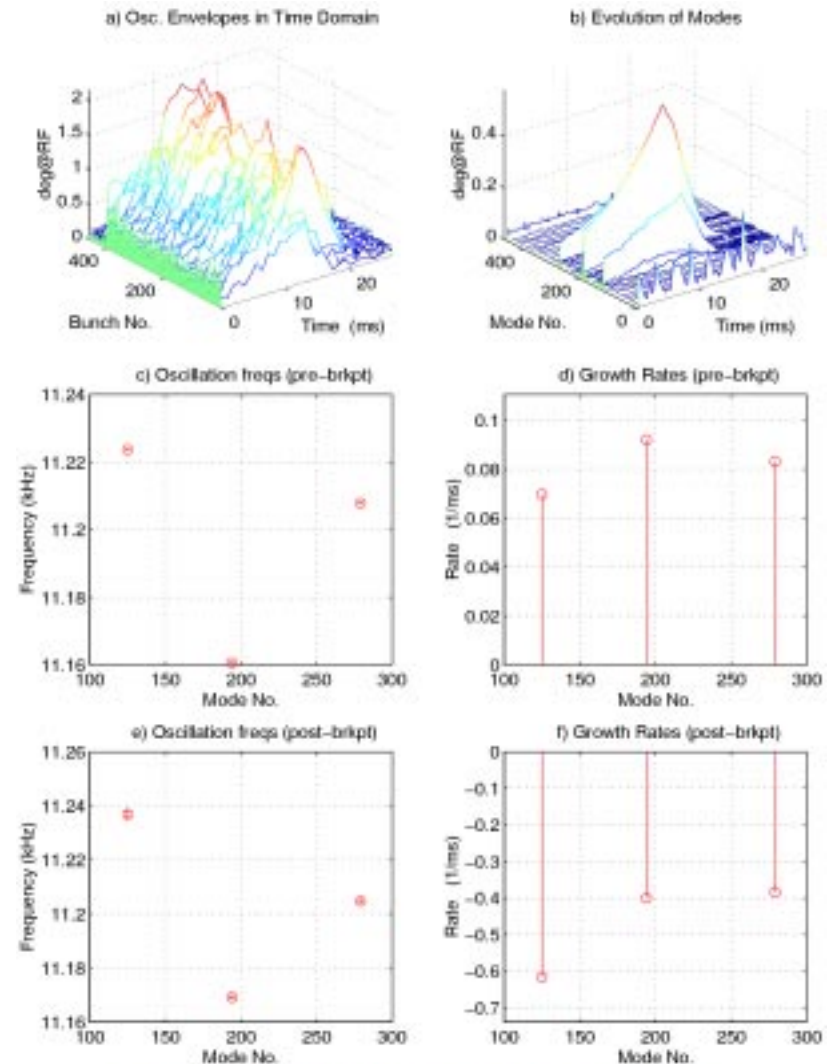 a) Osc. Envelopes in Time Domain
deg@RF
2
1.5
1
0.5
0
400
200
0
10
20
Bunch No.
Time (ms)
b) Evolution of Modes
deg@RF
0.4
0.2
0
400
200
0
0
10
20
Mode No.
Time (ms)
c) Oscillation freqs (pre-brkpt)
Frequency (kHz)
11.24
11.22
11.2
11.18
11.16
100 150 200 250 300
Mode No.
d) Growth Rates (pre-brkpt)
Rate (1/ms)
0.1
0.08
0.06
0.04
0.02
0
100 150 200 250 300
Mode No.
e) Oscillation freqs (post-brkpt)
Frequency (kHz)
11.26
11.24
11.22
11.2
11.18
11.16
100 150 200 250 300
Mode No.
f) Growth Rates (post-brkpt)
Rate (1/ms)
0
-0.1
-0.2
-0.3
-0.4
-0.5
-0.6
-0.7
100 150 200 250 300
Mode No.